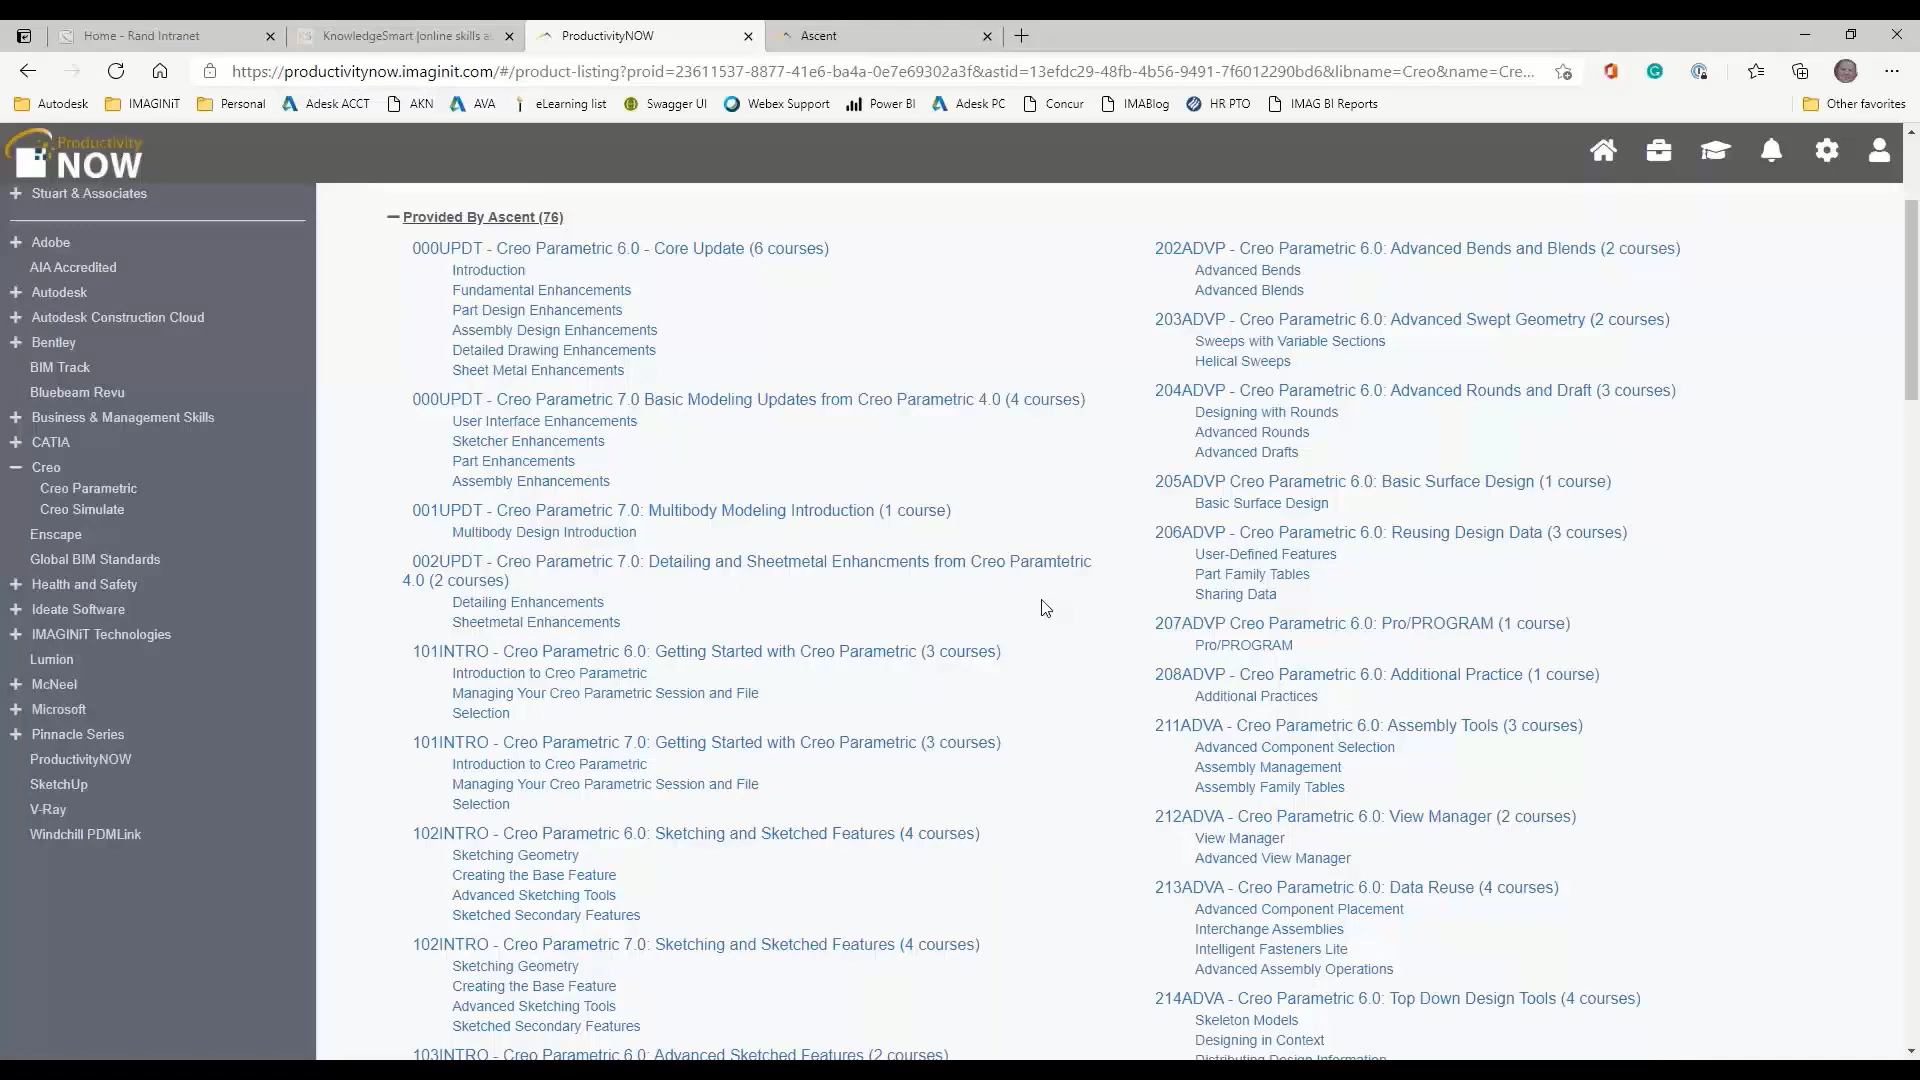 Home - Rand Intranet
KnowledgeSmart |online skills a
ProductivityNOW
Ascent
https://productivitynow.imaginit.com/#/product-listing?proid=23611537-8877-41e6-ba4a-0e7e69302a3f&astid=13efdc29-48fb-4b56-9491-7f6012290bd6&libname=Creo&name=Cre...
Autodesk
IMAGINiT
Personal
Adesk ACCT
AKN
AVA
eLearning list
Swagger UI
Webex Support
Power BI
Adesk PC
Concur
IMABlog
HR PTO
IMAG BI Reports
Other favorites
Productivity
NOW
Stuart & Associates
Adobe
AIA Accredited
Autodesk
Autodesk Construction Cloud
Bentley
BIM Track
Bluebeam Revu
Business & Management Skills
CATIA
Creo
Creo Parametric
Creo Simulate
Enscape
Global BIM Standards
Health and Safety
Ideate Software
IMAGINiT Technologies
Lumion
McNeel
Microsoft
Pinnacle Series
ProductivityNOW
SketchUp
V-Ray
Windchill PDMLink
Provided By Ascent (76)
000UPDT - Creo Parametric 6.0 - Core Update (6 courses)
Introduction
Fundamental Enhancements
Part Design Enhancements
Assembly Design Enhancements
Detailed Drawing Enhancements
Sheet Metal Enhancements
000UPDT - Creo Parametric 7.0 Basic Modeling Updates from Creo Parametric 4.0 (4 courses)
User Interface Enhancements
Sketcher Enhancements
Part Enhancements
Assembly Enhancements
001UPDT - Creo Parametric 7.0: Multibody Modeling Introduction (1 course)
Multibody Design Introduction
002UPDT - Creo Parametric 7.0: Detailing and Sheetmetal Enhancments from Creo Paramtetric
4.0 (2 courses)
Detailing Enhancements
Sheetmetal Enhancements
101INTRO - Creo Parametric 6.0: Getting Started with Creo Parametric (3 courses)
Introduction to Creo Parametric
Managing Your Creo Parametric Session and File
Selection
101INTRO - Creo Parametric 7.0: Getting Started with Creo Parametric (3 courses)
Introduction to Creo Parametric
Managing Your Creo Parametric Session and File
Selection
102INTRO - Creo Parametric 6.0: Sketching and Sketched Features (4 courses)
Sketching Geometry
Creating the Base Feature
Advanced Sketching Tools
Sketched Secondary Features
102INTRO - Creo Parametric 7.0: Sketching and Sketched Features (4 courses)
Sketching Geometry
Creating the Base Feature
Advanced Sketching Tools
Sketched Secondary Features
103INTRO - Creo Parametric 6.0: Advanced Sketched Features (2 courses)
202ADVP - Creo Parametric 6.0: Advanced Bends and Blends (2 courses)
Advanced Bends
Advanced Blends
203ADVP - Creo Parametric 6.0: Advanced Swept Geometry (2 courses)
Sweeps with Variable Sections
Helical Sweeps
204ADVP - Creo Parametric 6.0: Advanced Rounds and Draft (3 courses)
Designing with Rounds
Advanced Rounds
Advanced Drafts
205ADVP Creo Parametric 6.0: Basic Surface Design (1 course)
Basic Surface Design
206ADVP - Creo Parametric 6.0: Reusing Design Data (3 courses)
User-Defined Features
Part Family Tables
Sharing Data
207ADVP Creo Parametric 6.0: Pro/PROGRAM (1 course)
Pro/PROGRAM
208ADVP - Creo Parametric 6.0: Additional Practice (1 course)
Additional Practices
211ADVA - Creo Parametric 6.0: Assembly Tools (3 courses)
Advanced Component Selection
Assembly Management
Assembly Family Tables
212ADVA - Creo Parametric 6.0: View Manager (2 courses)
View Manager
Advanced View Manager
213ADVA - Creo Parametric 6.0: Data Reuse (4 courses)
Advanced Component Placement
Interchange Assemblies
Intelligent Fasteners Lite
Advanced Assembly Operations
214ADVA - Creo Parametric 6.0: Top Down Design Tools (4 courses)
Skeleton Models
Designing in Context
Distributing Design Information